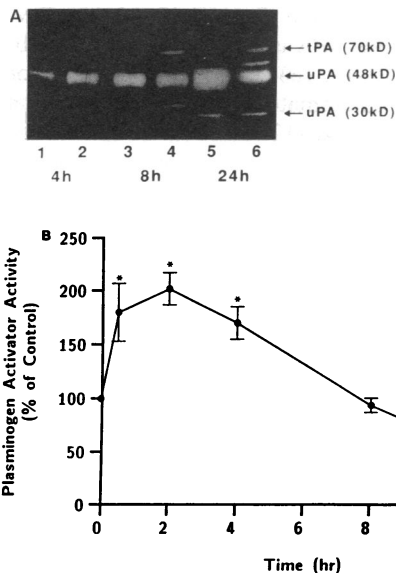 A
tPA (70kD)
uPA (48kD)
uPA (30kD)
1 2 3 4 5 6
4h 8h 24h
B
Plasminogen Activator Activity
(% of Control)
250
200
150
100
50
0
* * *
0 2 4 6 8
Time (hr)